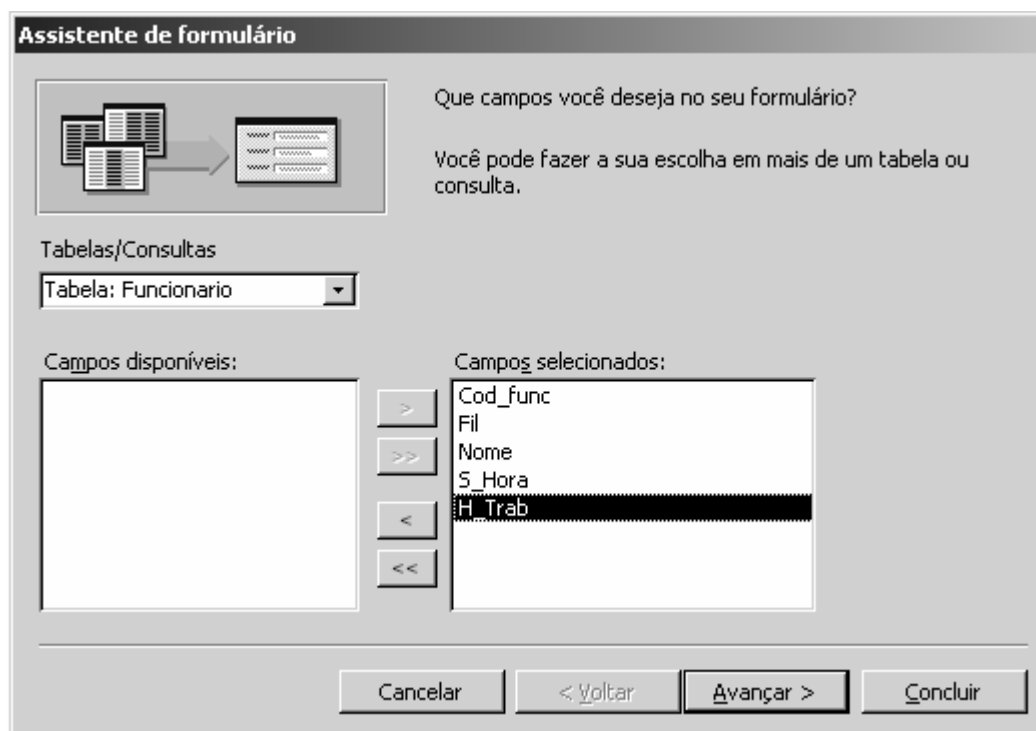 Assistente de formulário
Que campos você deseja no seu formulário?
Você pode fazer a sua escolha em mais de um tabela ou
consulta.
Tabelas/Consultas
Tabela: Funcionario
Campos disponíveis:
Campos selecionados:
Cod_func
Fil
Nome
S_Hora
H_Trab
>
>>
<
<<
Cancelar
< Voltar
Avançar >
Concluir